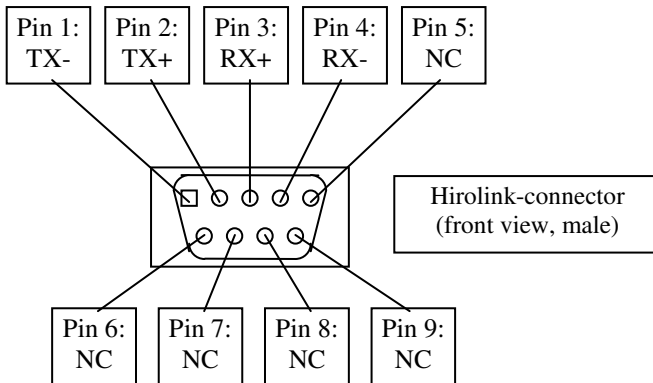 Pin 1:
TX-
Pin 2:
TX+
Pin 3:
RX+
Pin 4:
RX-
Pin 5:
NC
Hirolink-connector
(front view, male)
Pin 6:
NC
Pin 7:
NC
Pin 8:
NC
Pin 9:
NC